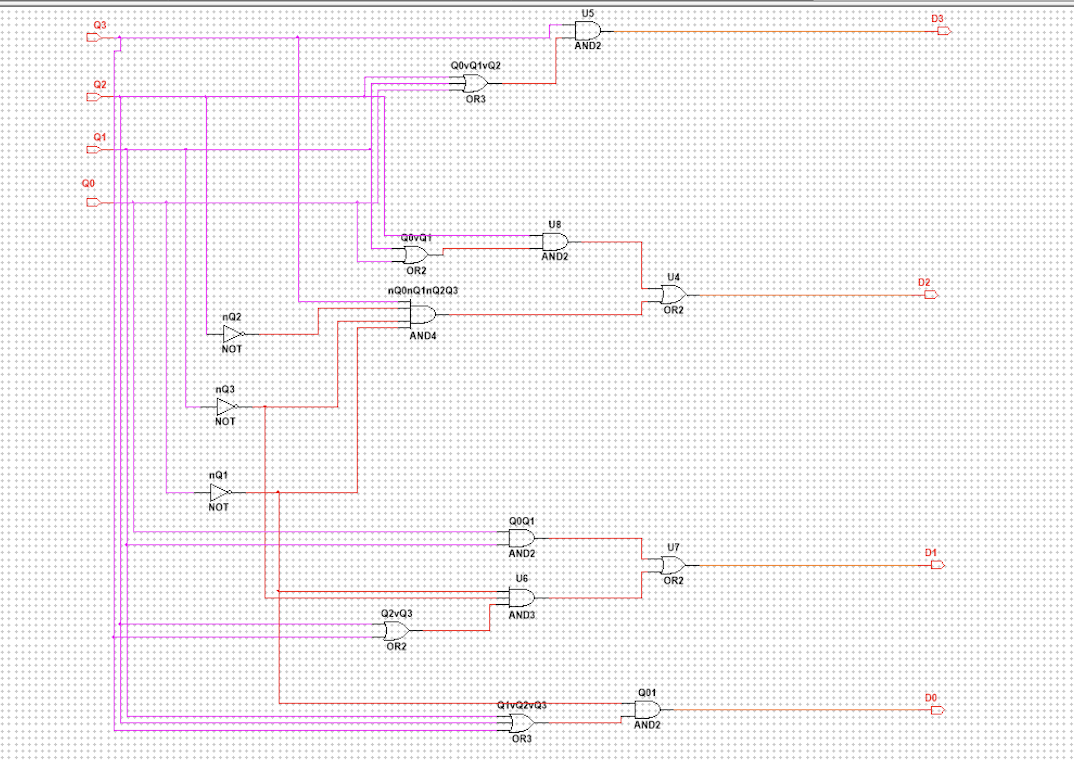 U5
D3
Q3
AND2
Q0vQ1vQ2
Q2
OR3
Q1
Q0
U8
Q0vQ1
AND2
OR2
U4
D2
nQ0nQ1nQ2Q3
OR2
nQ2
AND4
NOT
nQ3
NOT
nQ1
NOT
Q0Q1
AND2
U7
D1
U6
OR2
AND3
Q2vQ3
OR2
Q01
D0
Q1vQ2vQ3
AND2
OR3